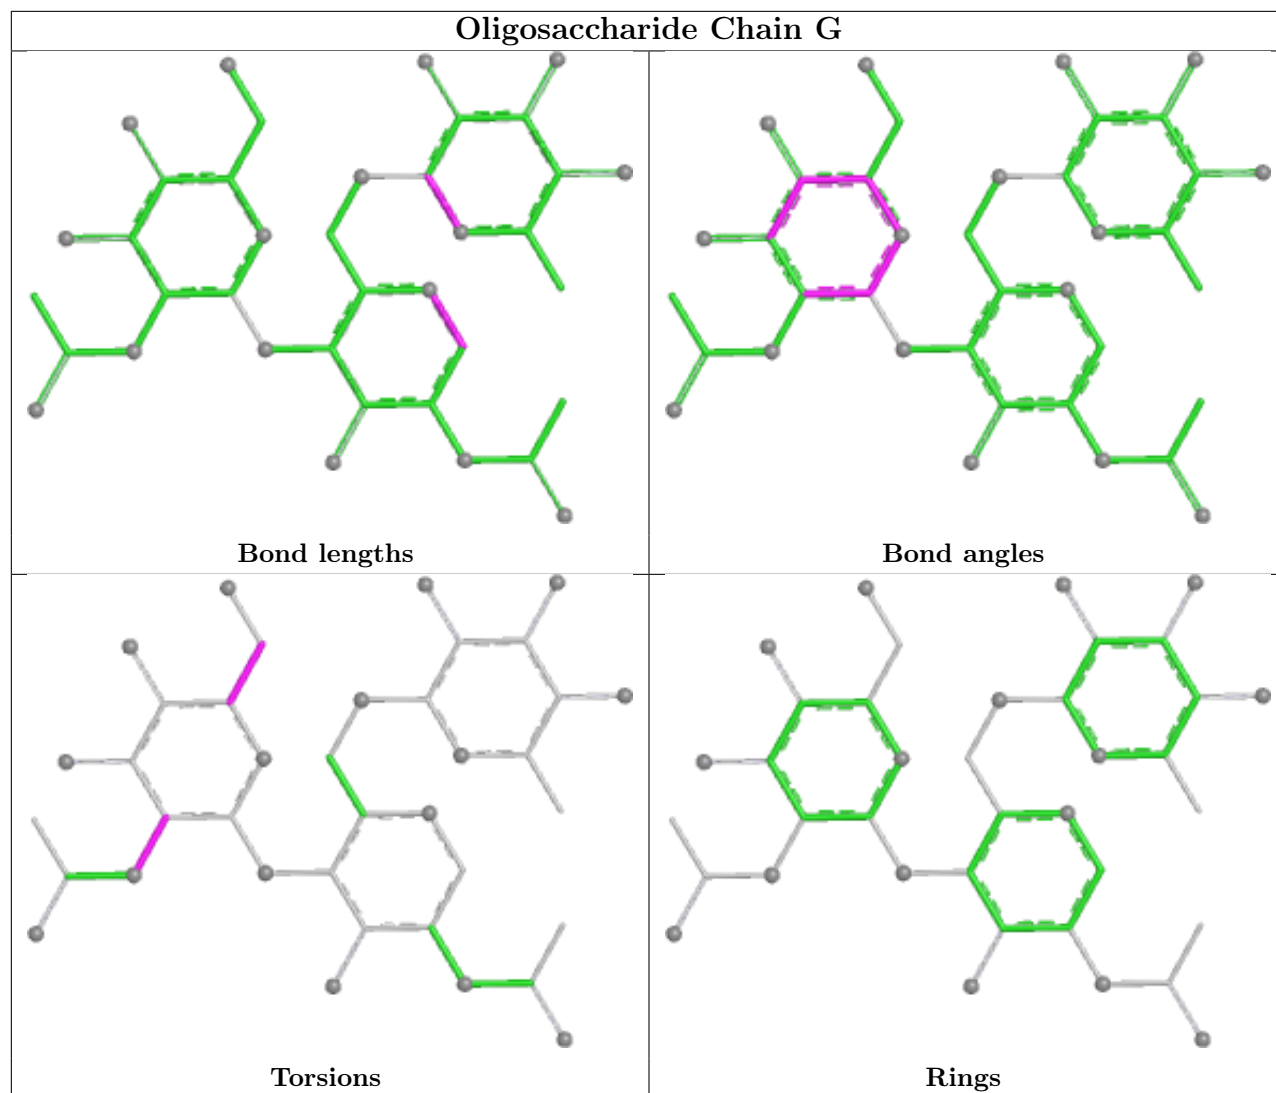 Oligosaccharide Chain G
Bond lengths
Bond angles
Torsions
Rings